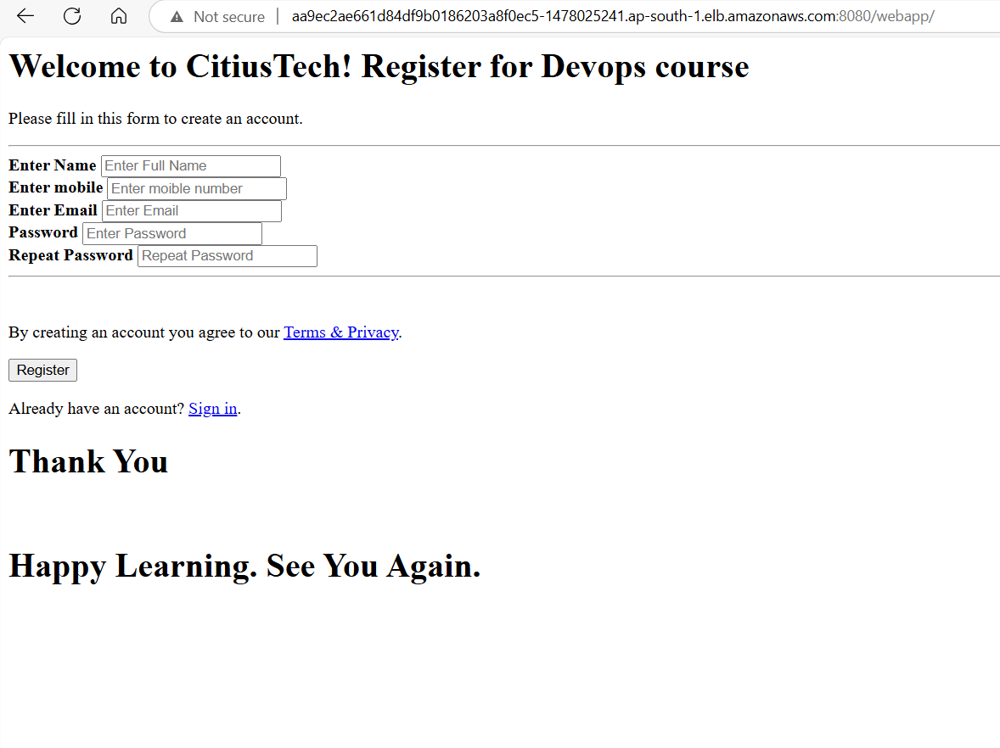 Not secure aa9ec2ae661d84df9b0186203a8f0ec5-1478025241.ap-south-1.elb.amazonaws.com:8080/webapp/
Welcome to CitiusTech! Register for Devops course
Please fill in this form to create an account.
Enter Name Enter Full Name
Enter mobile Enter moible number
Enter Email Enter Email
Password Enter Password
Repeat Password Repeat Password
By creating an account you agree to our Terms & Privacy.
Register
Already have an account? Sign in.
Thank You
Happy Learning. See You Again.